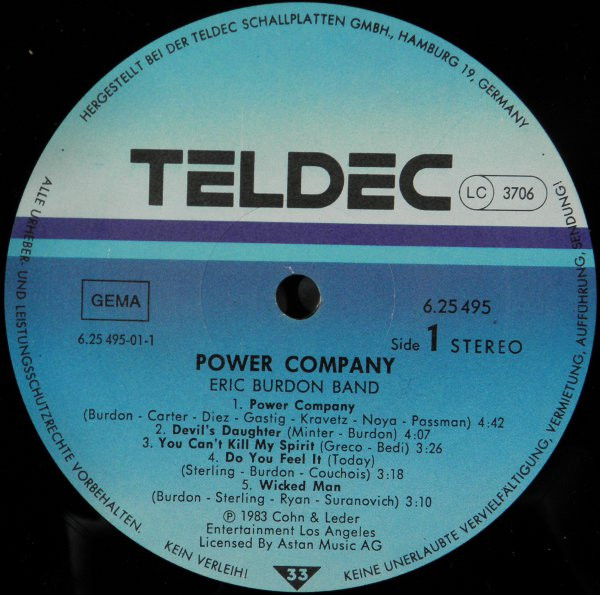 HERGESTELLT BEI DER TELDEC SCHALLPLATTEN GMBH., HAMBURG 19, GERMANY
TELDEC
LC 3706
GEMA
6.25 495-01-1
6.25 495
Side 1 STEREO
POWER COMPANY
ERIC BURDON BAND
1. Power Company
(Burdon - Carter - Diez - Gastig - Kravetz - Noya - Passman) 4:42
2. Devil's Daughter (Minter - Burdon) 4:07
3. You Can't Kill My Spirit (Greco - Bedi) 3:26
4. Do You Feel It (Today)
(Sterling - Burdon - Couchois) 3:18
5. Wicked Man
(Burdon - Sterling - Ryan - Suranovich) 3:10
℗ 1983 Cohn & Leder
Entertainment Los Angeles
Licensed By Astan Music AG
33
ALLE URHEBER- UND LEISTUNGSSCHUTZRECHTE VORBEHALTEN.
KEIN VERLEIH!
KEINE UNERLAUBTE VERVIELFÄLTIGUNG, VERMIETUNG, AUFFÜHRUNG, SENDUNG!